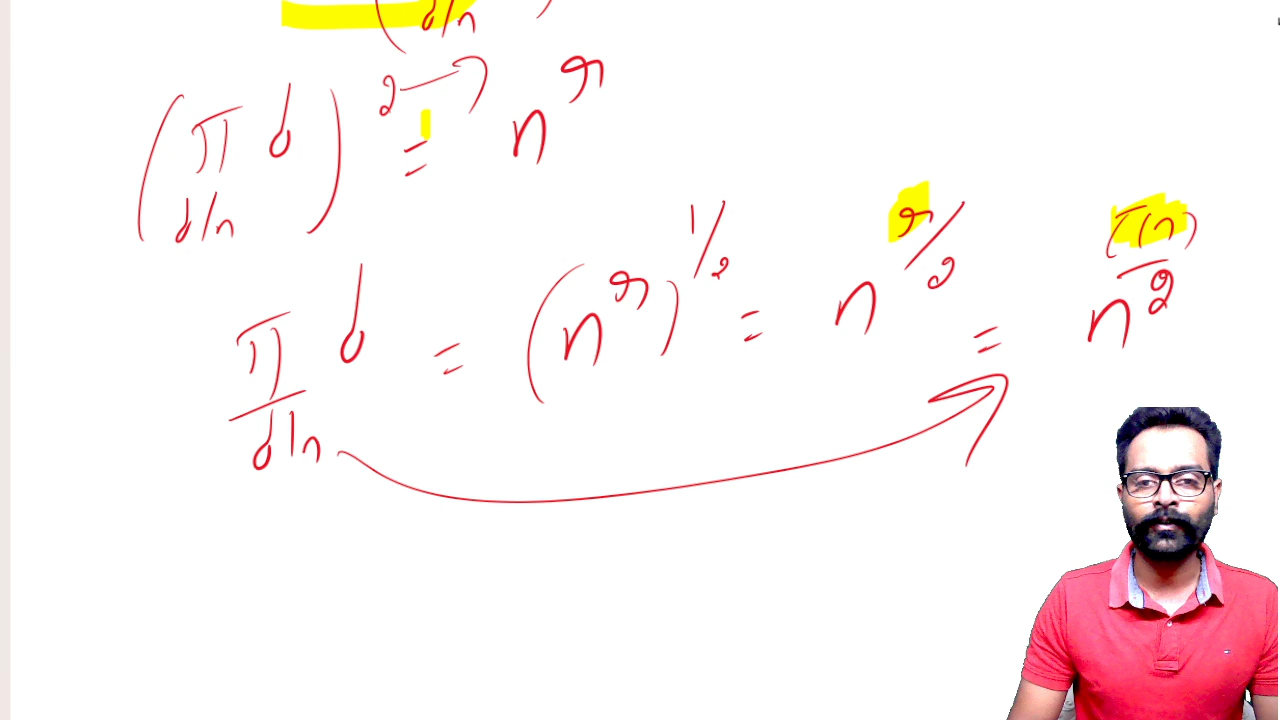 d/n
(π d)² = n^r
d/n
π d = (n^r)^1/2 = n^r/2 = n^τ(n)/2
d|n